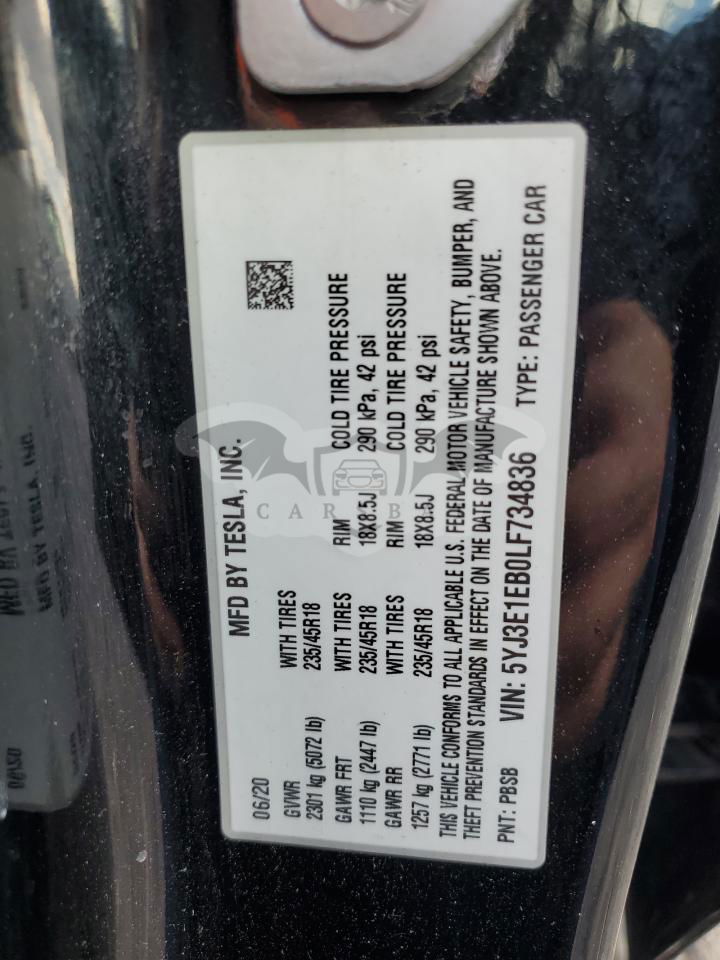 MFD BY TESLA, INC.
06/20
GVWR WITH TIRES
2301 kg (5072 lb) 235/45R18
GAWR FRT WITH TIRES RIM COLD TIRE PRESSURE
1110 kg (2447 lb) 235/45R18 18X8.5J 290 kPa, 42 psi
GAWR RR WITH TIRES RIM COLD TIRE PRESSURE
1257 kg (2771 lb) 235/45R18 18X8.5J 290 kPa, 42 psi
THIS VEHICLE CONFORMS TO ALL APPLICABLE U.S. FEDERAL MOTOR VEHICLE SAFETY, BUMPER, AND
THEFT PREVENTION STANDARDS IN EFFECT ON THE DATE OF MANUFACTURE SHOWN ABOVE.
VIN: 5YJ3E1EB0LF734836 TYPE: PASSENGER CAR
PNT: PBSB
MFD BY TESLA, INC.